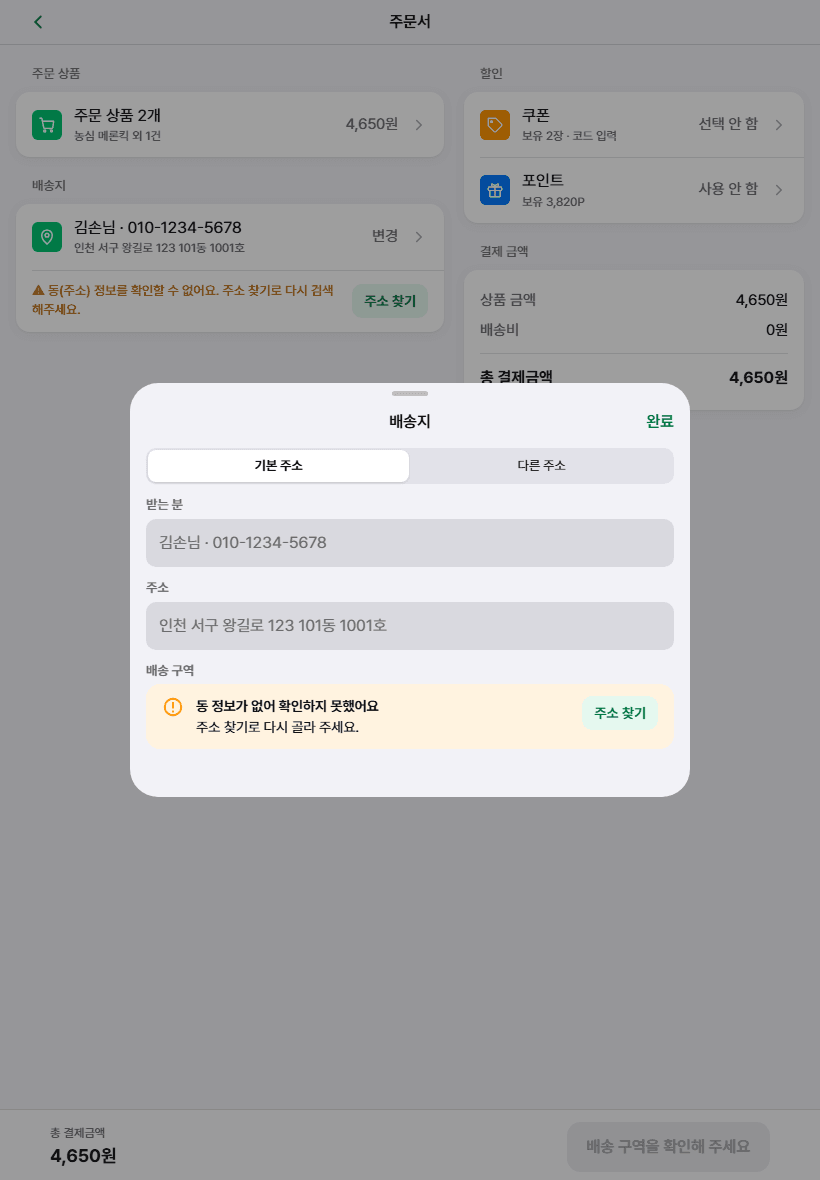 주문서
주문 상품
주문 상품 2개
농심 메론킥 외 1건
4,650원
배송지
김손님 · 010-1234-5678
인천 서구 왕길로 123 101동 1001호
변경
동(주소) 정보를 확인할 수 없어요. 주소 찾기로 다시 검색
해주세요.
주소 찾기
할인
쿠폰
보유 2장 · 코드 입력
선택 안 함
포인트
보유 3,820P
사용 안 함
결제 금액
상품 금액
4,650원
배송비
0원
총 결제금액
4,650원
배송지
완료
기본 주소
다른 주소
받는 분
김손님 · 010-1234-5678
주소
인천 서구 왕길로 123 101동 1001호
배송 구역
동 정보가 없어 확인하지 못했어요
주소 찾기로 다시 골라 주세요.
주소 찾기
총 결제금액
4,650원
배송 구역을 확인해 주세요